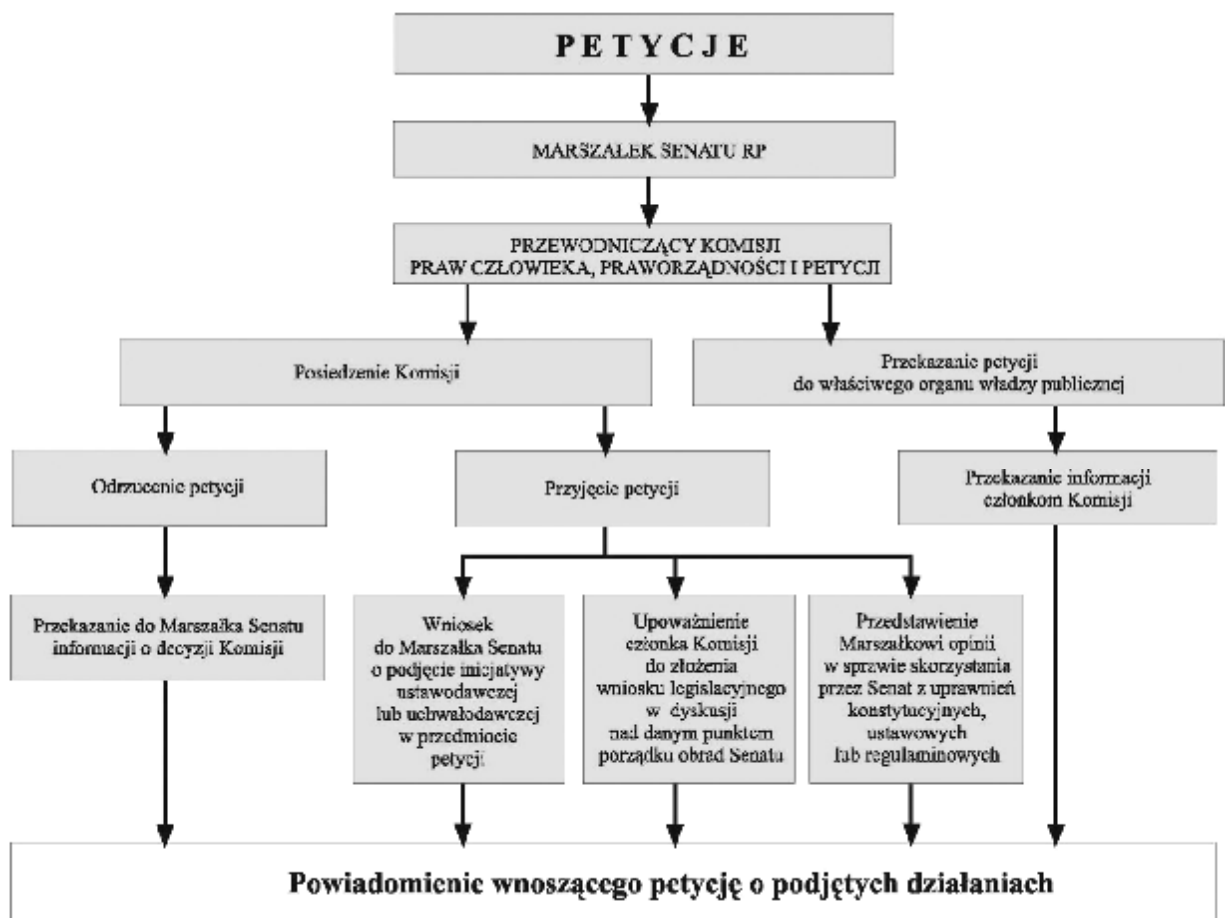 PETYCJE
MARSZAŁEK SENATU RP
PRZEWODNICZĄCY KOMISJI
PRAW CZŁOWIEKA, PRAWORZĄDNOŚCI I PETYCJI
Posiedzenie Komisji
Przekazanie petycji
do właściwego organu władzy publicznej
Odrzucenie petycji
Przyjęcie petycji
Przekazanie informacji
członkom Komisji
Przekazanie do Marszałka Senatu
informacji o decyzji Komisji
Wniosek
do Marszałka Senatu
o podjęcie inicjatywy
ustawodawczej
lub uchwałodawczej
w przedmiocie
petycji
Upoważnienie
członka Komisji
do złożenia
wniosku legislacyjnego
w dyskusji
nad danym punktem
porządku obrad Senatu
Przedstawienie
Marszałkowi opinii
w sprawie skorzystania
przez Senat z uprawnień
konstytucyjnych,
ustawowych
lub regulaminowych
Powiadomienie wnoszącego petycję o podjętych działaniach